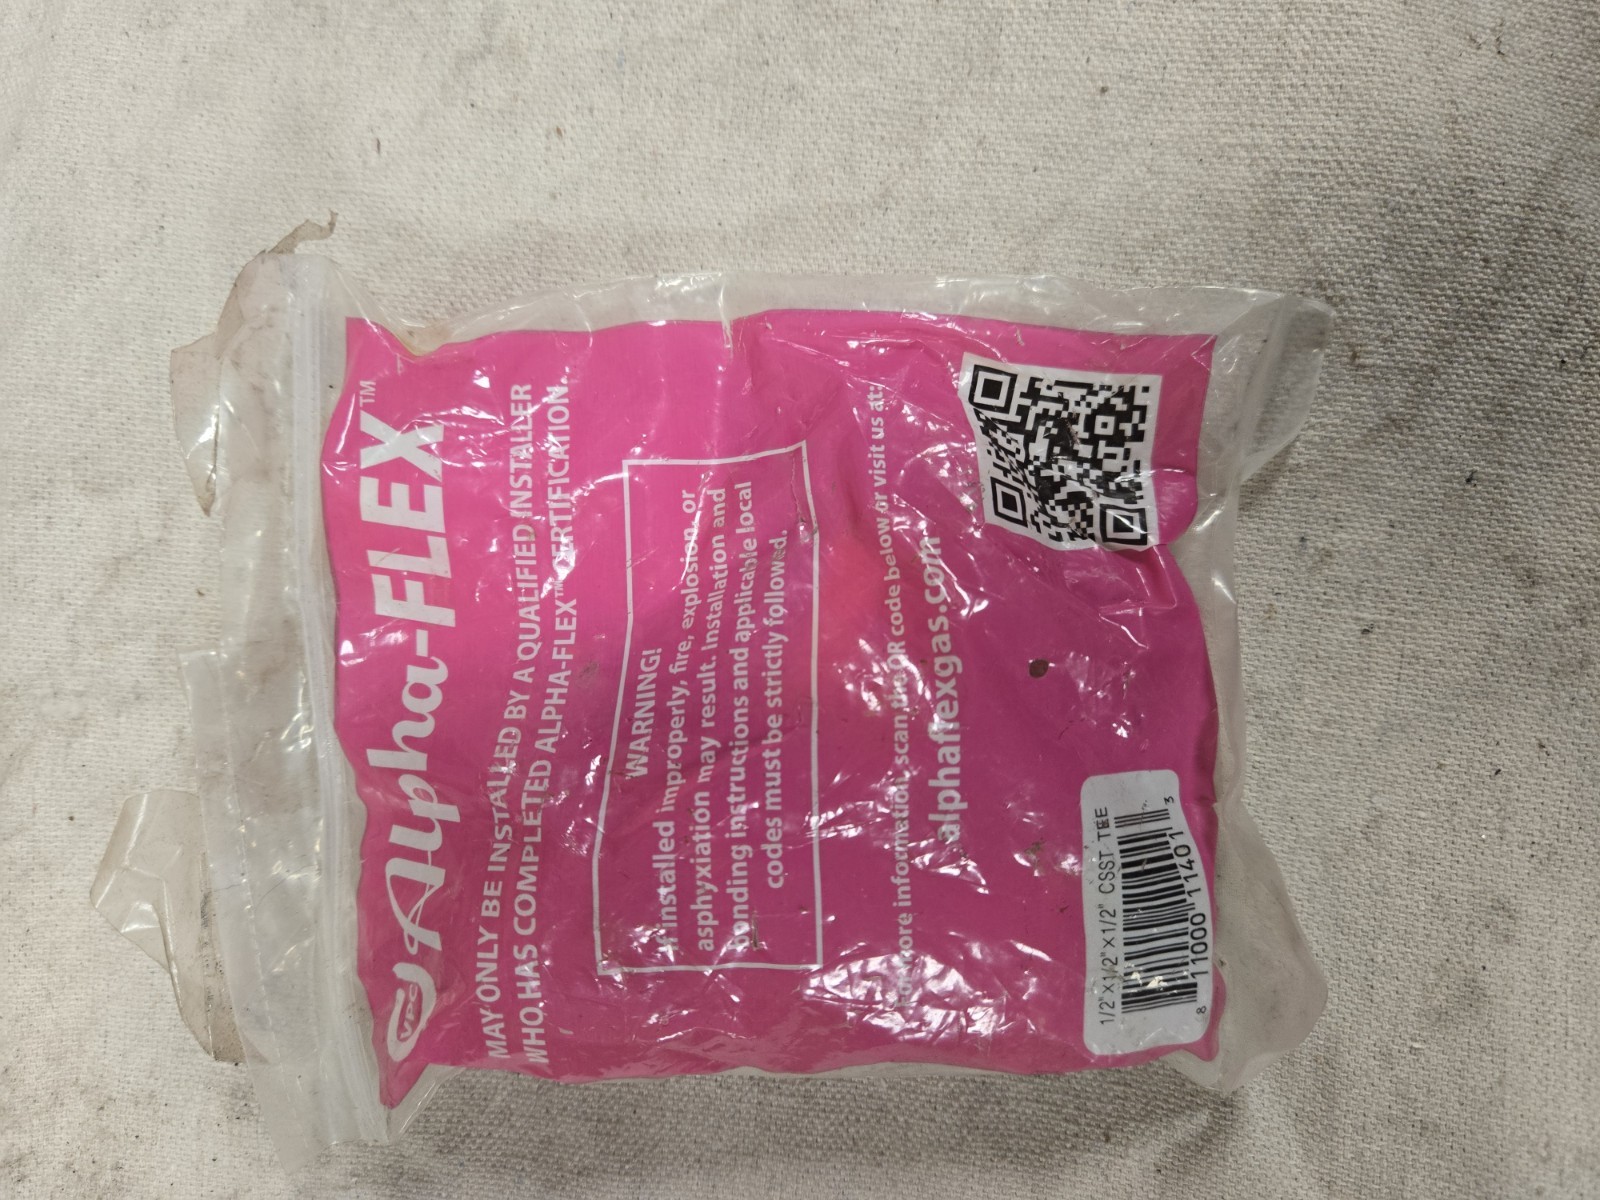 VPC
Alpha-FLEX™
MAY ONLY BE INSTALLED BY A QUALIFIED INSTALLER
WHO HAS COMPLETED ALPHA-FLEX™ CERTIFICATION.
WARNING!
If installed improperly, fire, explosion, or
asphyxiation may result. Installation and
bonding instructions and applicable local
codes must be strictly followed.
For more information, scan the QR code below or visit us at:
alphaflexgas.com
1/2" X 1/2" X 1/2" CSST TEE
8 11000 11401 3